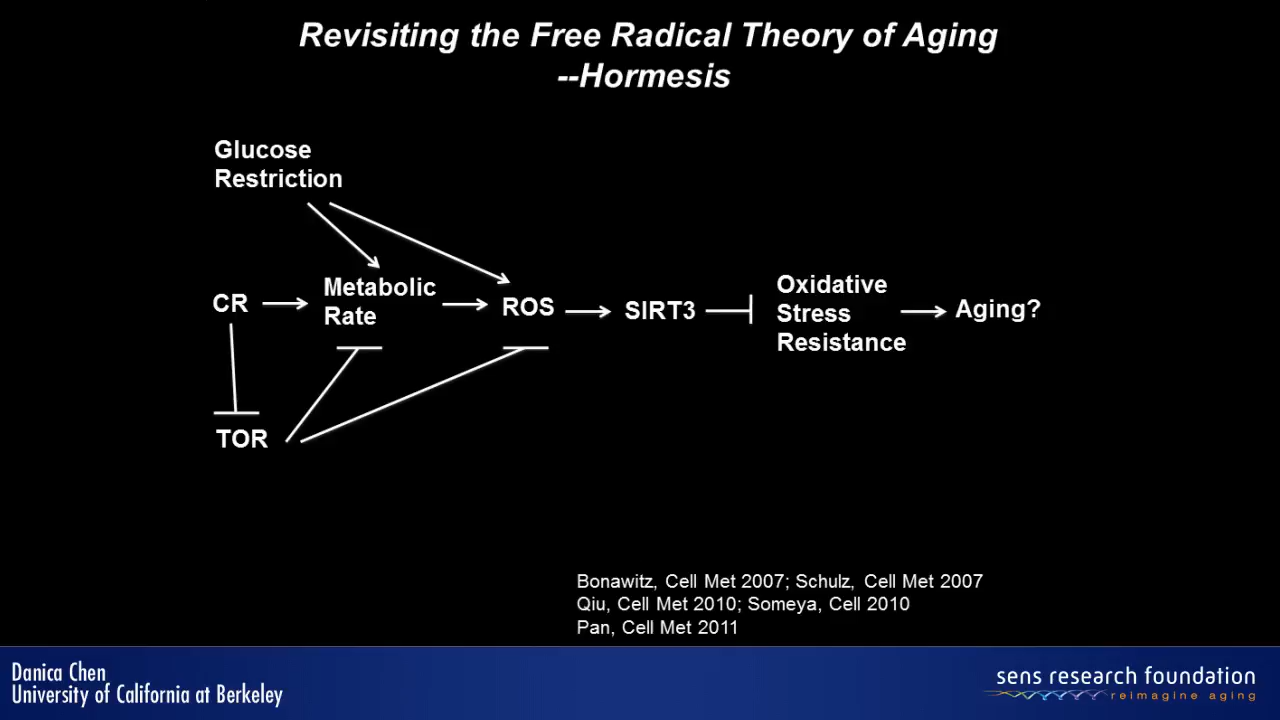 Revisiting the Free Radical Theory of Aging
--Hormesis
Glucose
Restriction
CR
Metabolic
Rate
ROS
SIRT3
Oxidative
Stress
Resistance
Aging?
TOR
Bonawitz, Cell Met 2007; Schulz, Cell Met 2007
Qiu, Cell Met 2010; Someya, Cell 2010
Pan, Cell Met 2011
Danica Chen
University of California at Berkeley
sens research foundation
reimagine aging